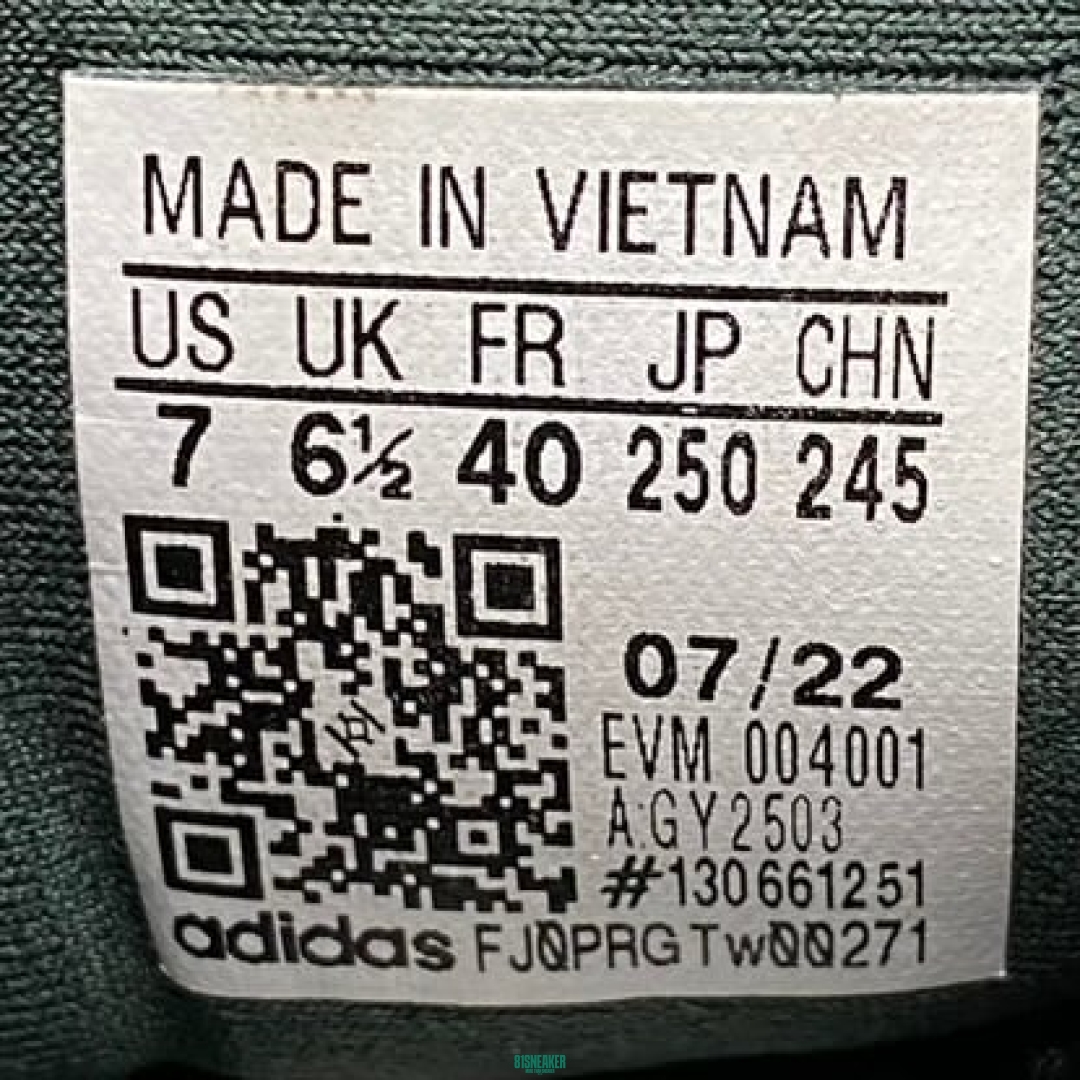 MADE IN VIETNAM
US UK FR JP CHN
7 6½ 40 250 245
07/22
EVM 004001
A:GY2503
#130661251
adidas FJ0PRGTw00271
81SNEAKER